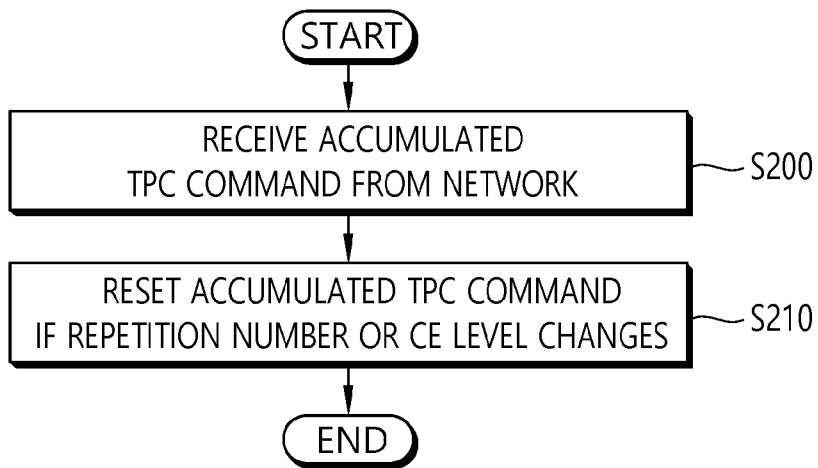 START
RECEIVE ACCUMULATED
TPC COMMAND FROM NETWORK
S200
RESET ACCUMULATED TPC COMMAND
IF REPETITION NUMBER OR CE LEVEL CHANGES
S210
END